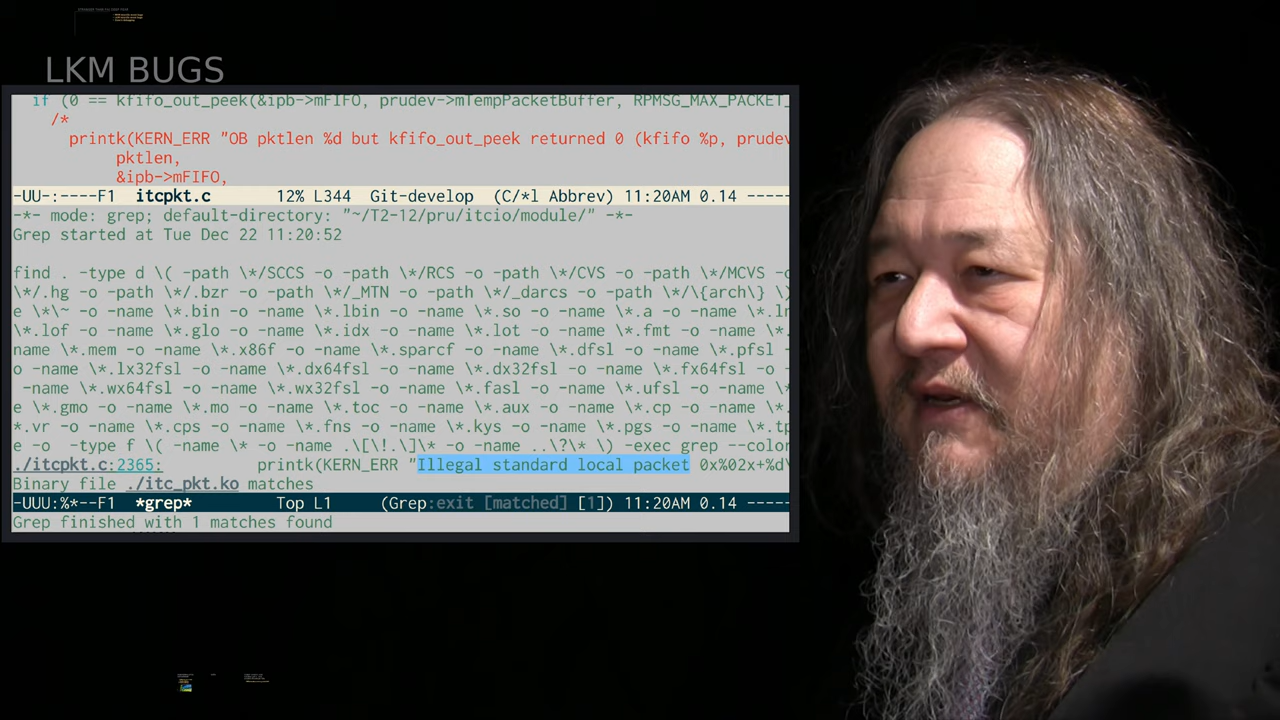 LKM BUGS
if (0 == kfifo_out_peek(&ipb->mFIFO, prudev->mTempPacketBuffer, RPMSG_MAX_PACKET_
/*
printk(KERN_ERR "OB pktlen %d but kfifo_out_peek returned 0 (kfifo %p, prudev
pktlen,
&ipb->mFIFO,
-UU-:----F1  itcpkt.c       12% L344   Git-develop  (C/*l Abbrev) 11:20AM 0.14 -----
-*- mode: grep; default-directory: "~/T2-12/pru/itcio/module/" -*-
Grep started at Tue Dec 22 11:20:52
find . -type d \( -path \*/SCCS -o -path \*/RCS -o -path \*/CVS -o -path \*/MCVS -o
\*/.hg -o -path \*/.bzr -o -path \*/_MTN -o -path \*/_darcs -o -path \*/\{arch\} \)
e \*\~ -o -name \*.bin -o -name \*.lbin -o -name \*.so -o -name \*.a -o -name \*.ln
\*.lof -o -name \*.glo -o -name \*.idx -o -name \*.lot -o -name \*.fmt -o -name
name \*.mem -o -name \*.x86f -o -name \*.sparcf -o -name \*.dfsl -o -name \*.pfsl -
o -name \*.lx32fsl -o -name \*.dx64fsl -o -name \*.dx32fsl -o -name \*.fx64fsl -o -
-name \*.wx64fsl -o -name \*.wx32fsl -o -name \*.fasl -o -name \*.ufsl -o -name \*.
e \*.gmo -o -name \*.mo -o -name \*.toc -o -name \*.aux -o -name \*.cp -o -name \*.
\*.vr -o -name \*.cps -o -name \*.fns -o -name \*.kys -o -name \*.pgs -o -name \*.tp
e -o  -type f \( -name \* -o -name .\[\!.\]\* -o -name ..\?\* \) -exec grep --color
./itcpkt.c:2365:          printk(KERN_ERR "Illegal standard local packet 0x%02x+%d\
Binary file ./itc_pkt.ko matches
-UUU:%*--F1  *grep*         Top L1     (Grep:exit [matched] [1]) 11:20AM 0.14 -----
Grep finished with 1 matches found